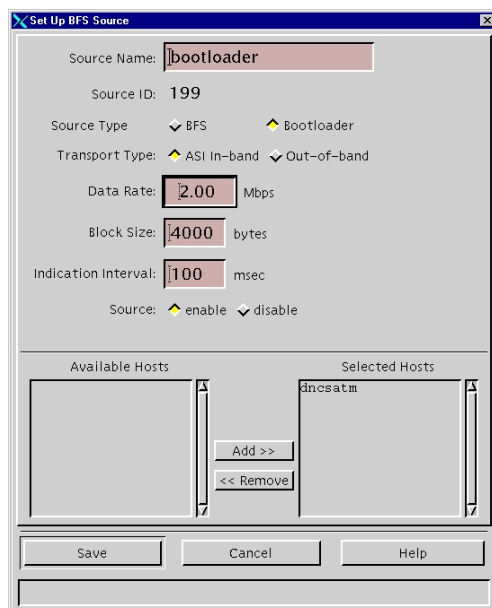 Set Up BFS Source
Source Name: bootloader
Source ID: 199
Source Type BFS Bootloader
Transport Type: ASI In-band Out-of-band
Data Rate: 2.00 Mbps
Block Size: 4000 bytes
Indication Interval: 100 msec
Source: enable disable
Available Hosts Selected Hosts
dncsatm
Add >>
<< Remove
Save Cancel Help